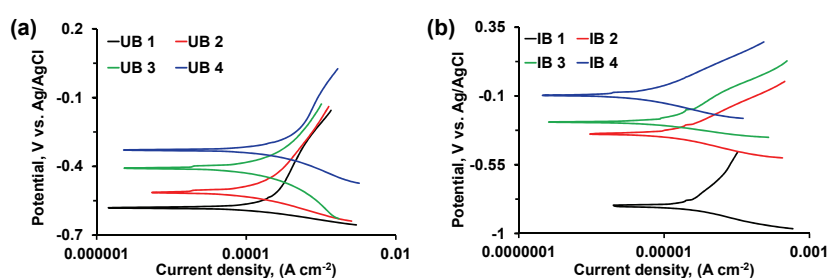 (a)
UB 1 UB 2
UB 3 UB 4
Potential, V vs. Ag/AgCl
0.2
-0.1
-0.4
-0.7
0.000001 0.0001 0.01
Current density, (A cm-2)
(b)
IB 1 IB 2
IB 3 IB 4
Potential, V vs. Ag/AgCl
0.35
-0.1
-0.55
-1
0.0000001 0.00001 0.001
Current density, (A cm-2)